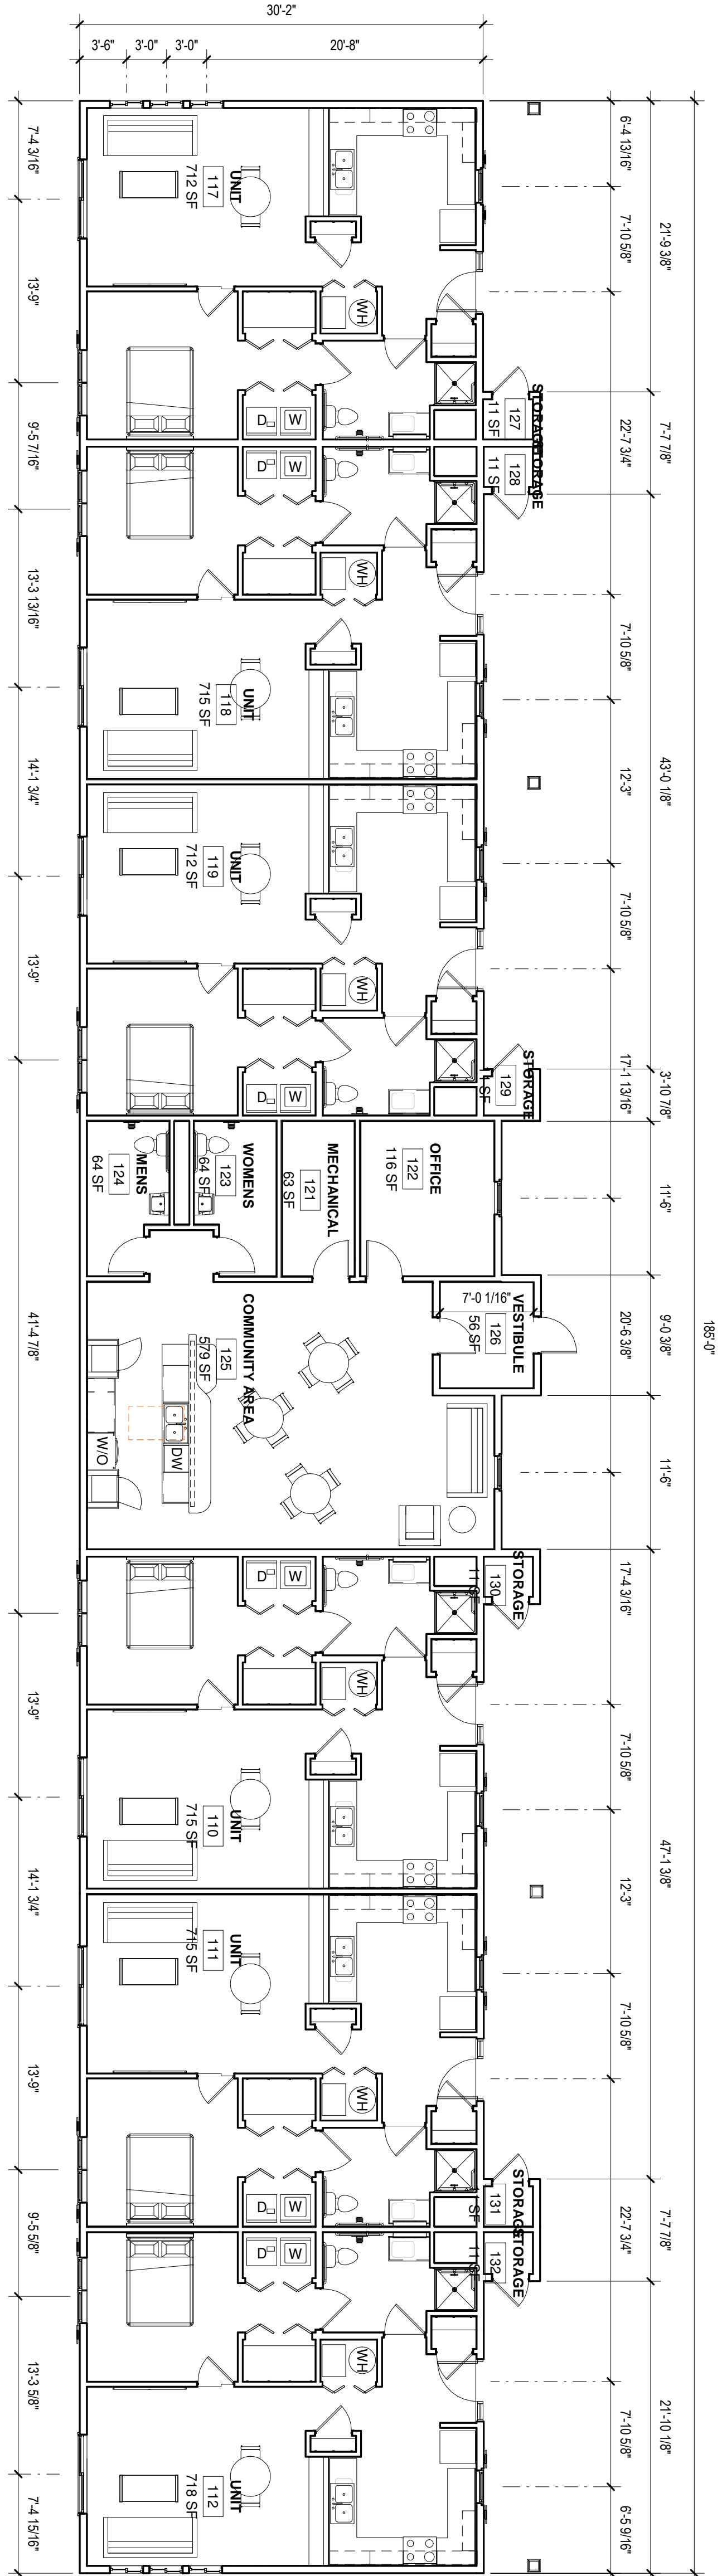 30'-2"
3'-6"
3'-0"
3'-0"
20'-8"
185'-0"
21'-9 3/8"
7'-7 7/8"
43'-0 1/8"
3'-10 7/8"
11'-6"
9'-0 3/8"
11'-6"
47'-1 3/8"
7'-7 7/8"
21'-10 1/8"
6'-4 13/16"
7'-10 5/8"
22'-7 3/4"
7'-10 5/8"
12'-3"
7'-10 5/8"
17'-1 13/16"
20'-6 3/8"
17'-4 3/16"
7'-10 5/8"
12'-3"
7'-10 5/8"
22'-7 3/4"
7'-10 5/8"
6'-5 9/16"
UNIT
117
712 SF
WH
D
W
STORAGE
127
11 SF
STORAGE
128
11 SF
D
W
WH
UNIT
118
715 SF
UNIT
119
712 SF
WH
D
W
STORAGE
129
SF
MENS
124
64 SF
WOMENS
123
64 SF
MECHANICAL
121
63 SF
OFFICE
122
116 SF
VESTIBULE
7'-0 1/16"
126
56 SF
COMMUNITY AREA
125
579 SF
W/O
DW
STORAGE
130
11 SF
D
W
WH
UNIT
110
715 SF
UNIT
111
715 SF
WH
D
W
STORAGE
131
SF
STORAGE
132
11 SF
D
W
WH
UNIT
112
718 SF
7'-4 3/16"
13'-9"
9'-5 7/16"
13'-3 13/16"
14'-1 3/4"
13'-9"
41'-4 7/8"
13'-9"
14'-1 3/4"
13'-9"
9'-5 5/8"
13'-3 5/8"
7'-4 15/16"